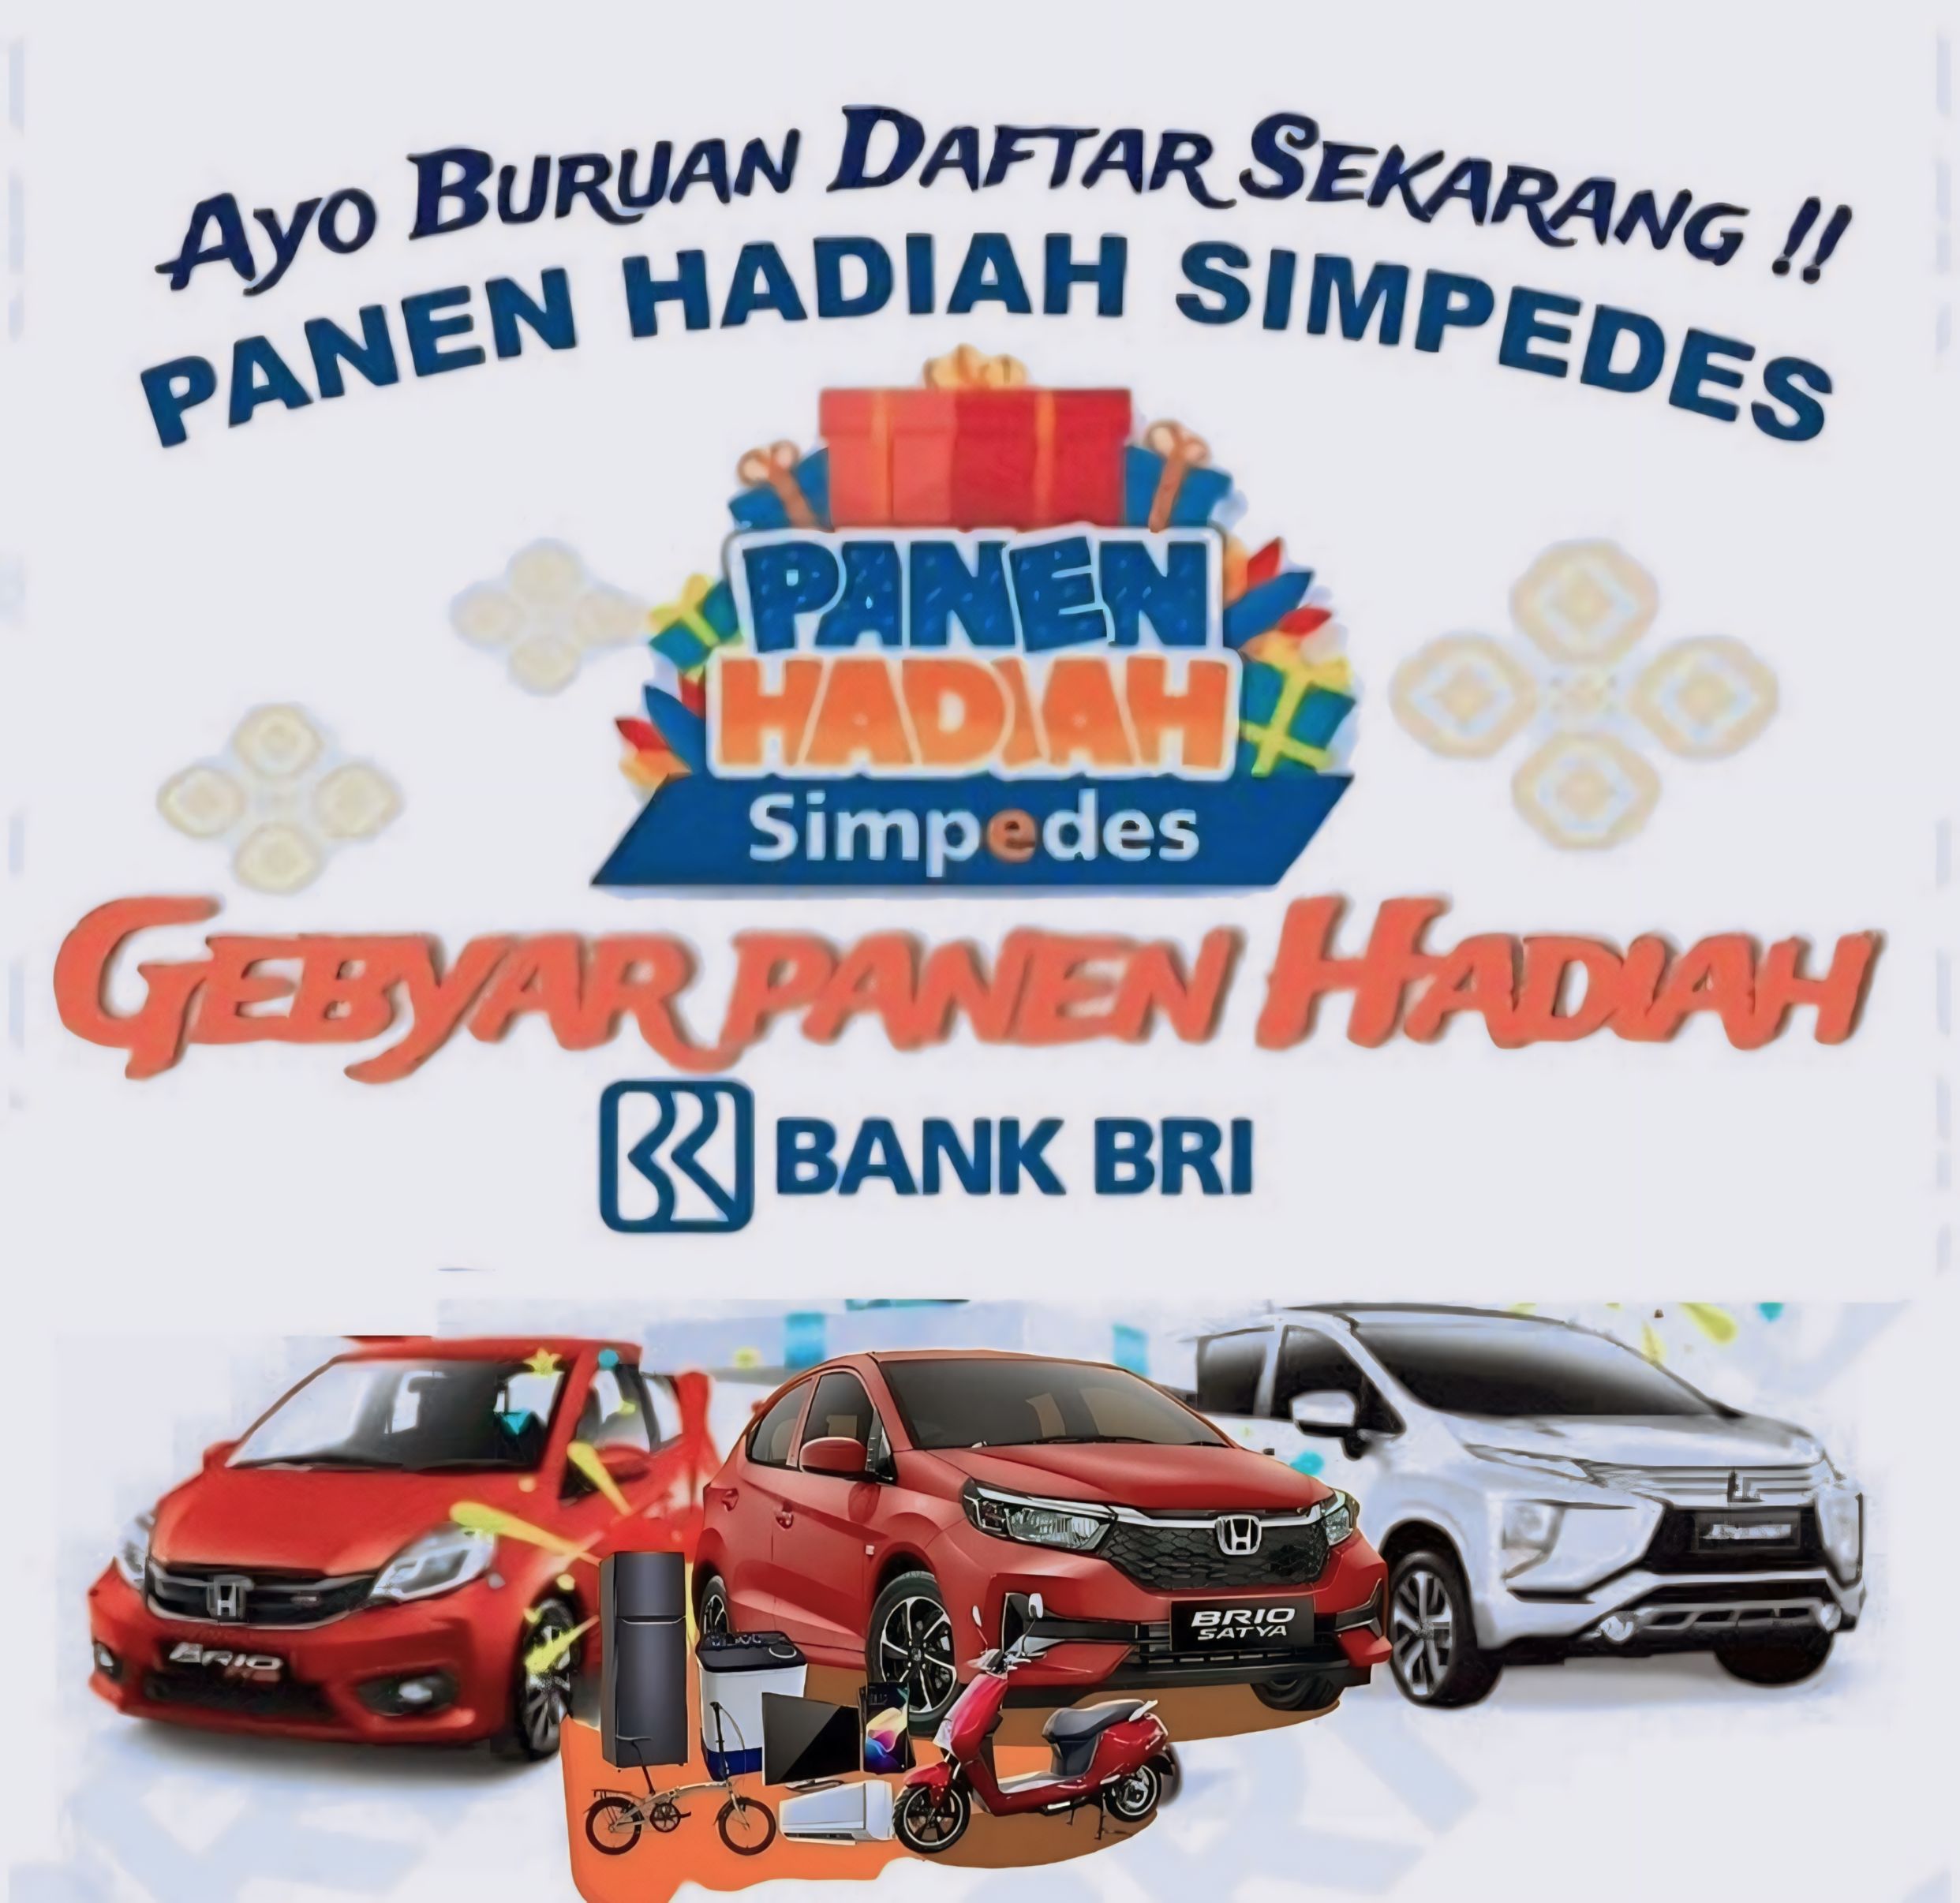 Ayo Buruan Daftar Sekarang !!
PANEN HADIAH SIMPEDES
PANEN
HADIAH
Simpedes
Gebyar panen Hadiah
BANK BRI
BRIO
BRIO
SATYA